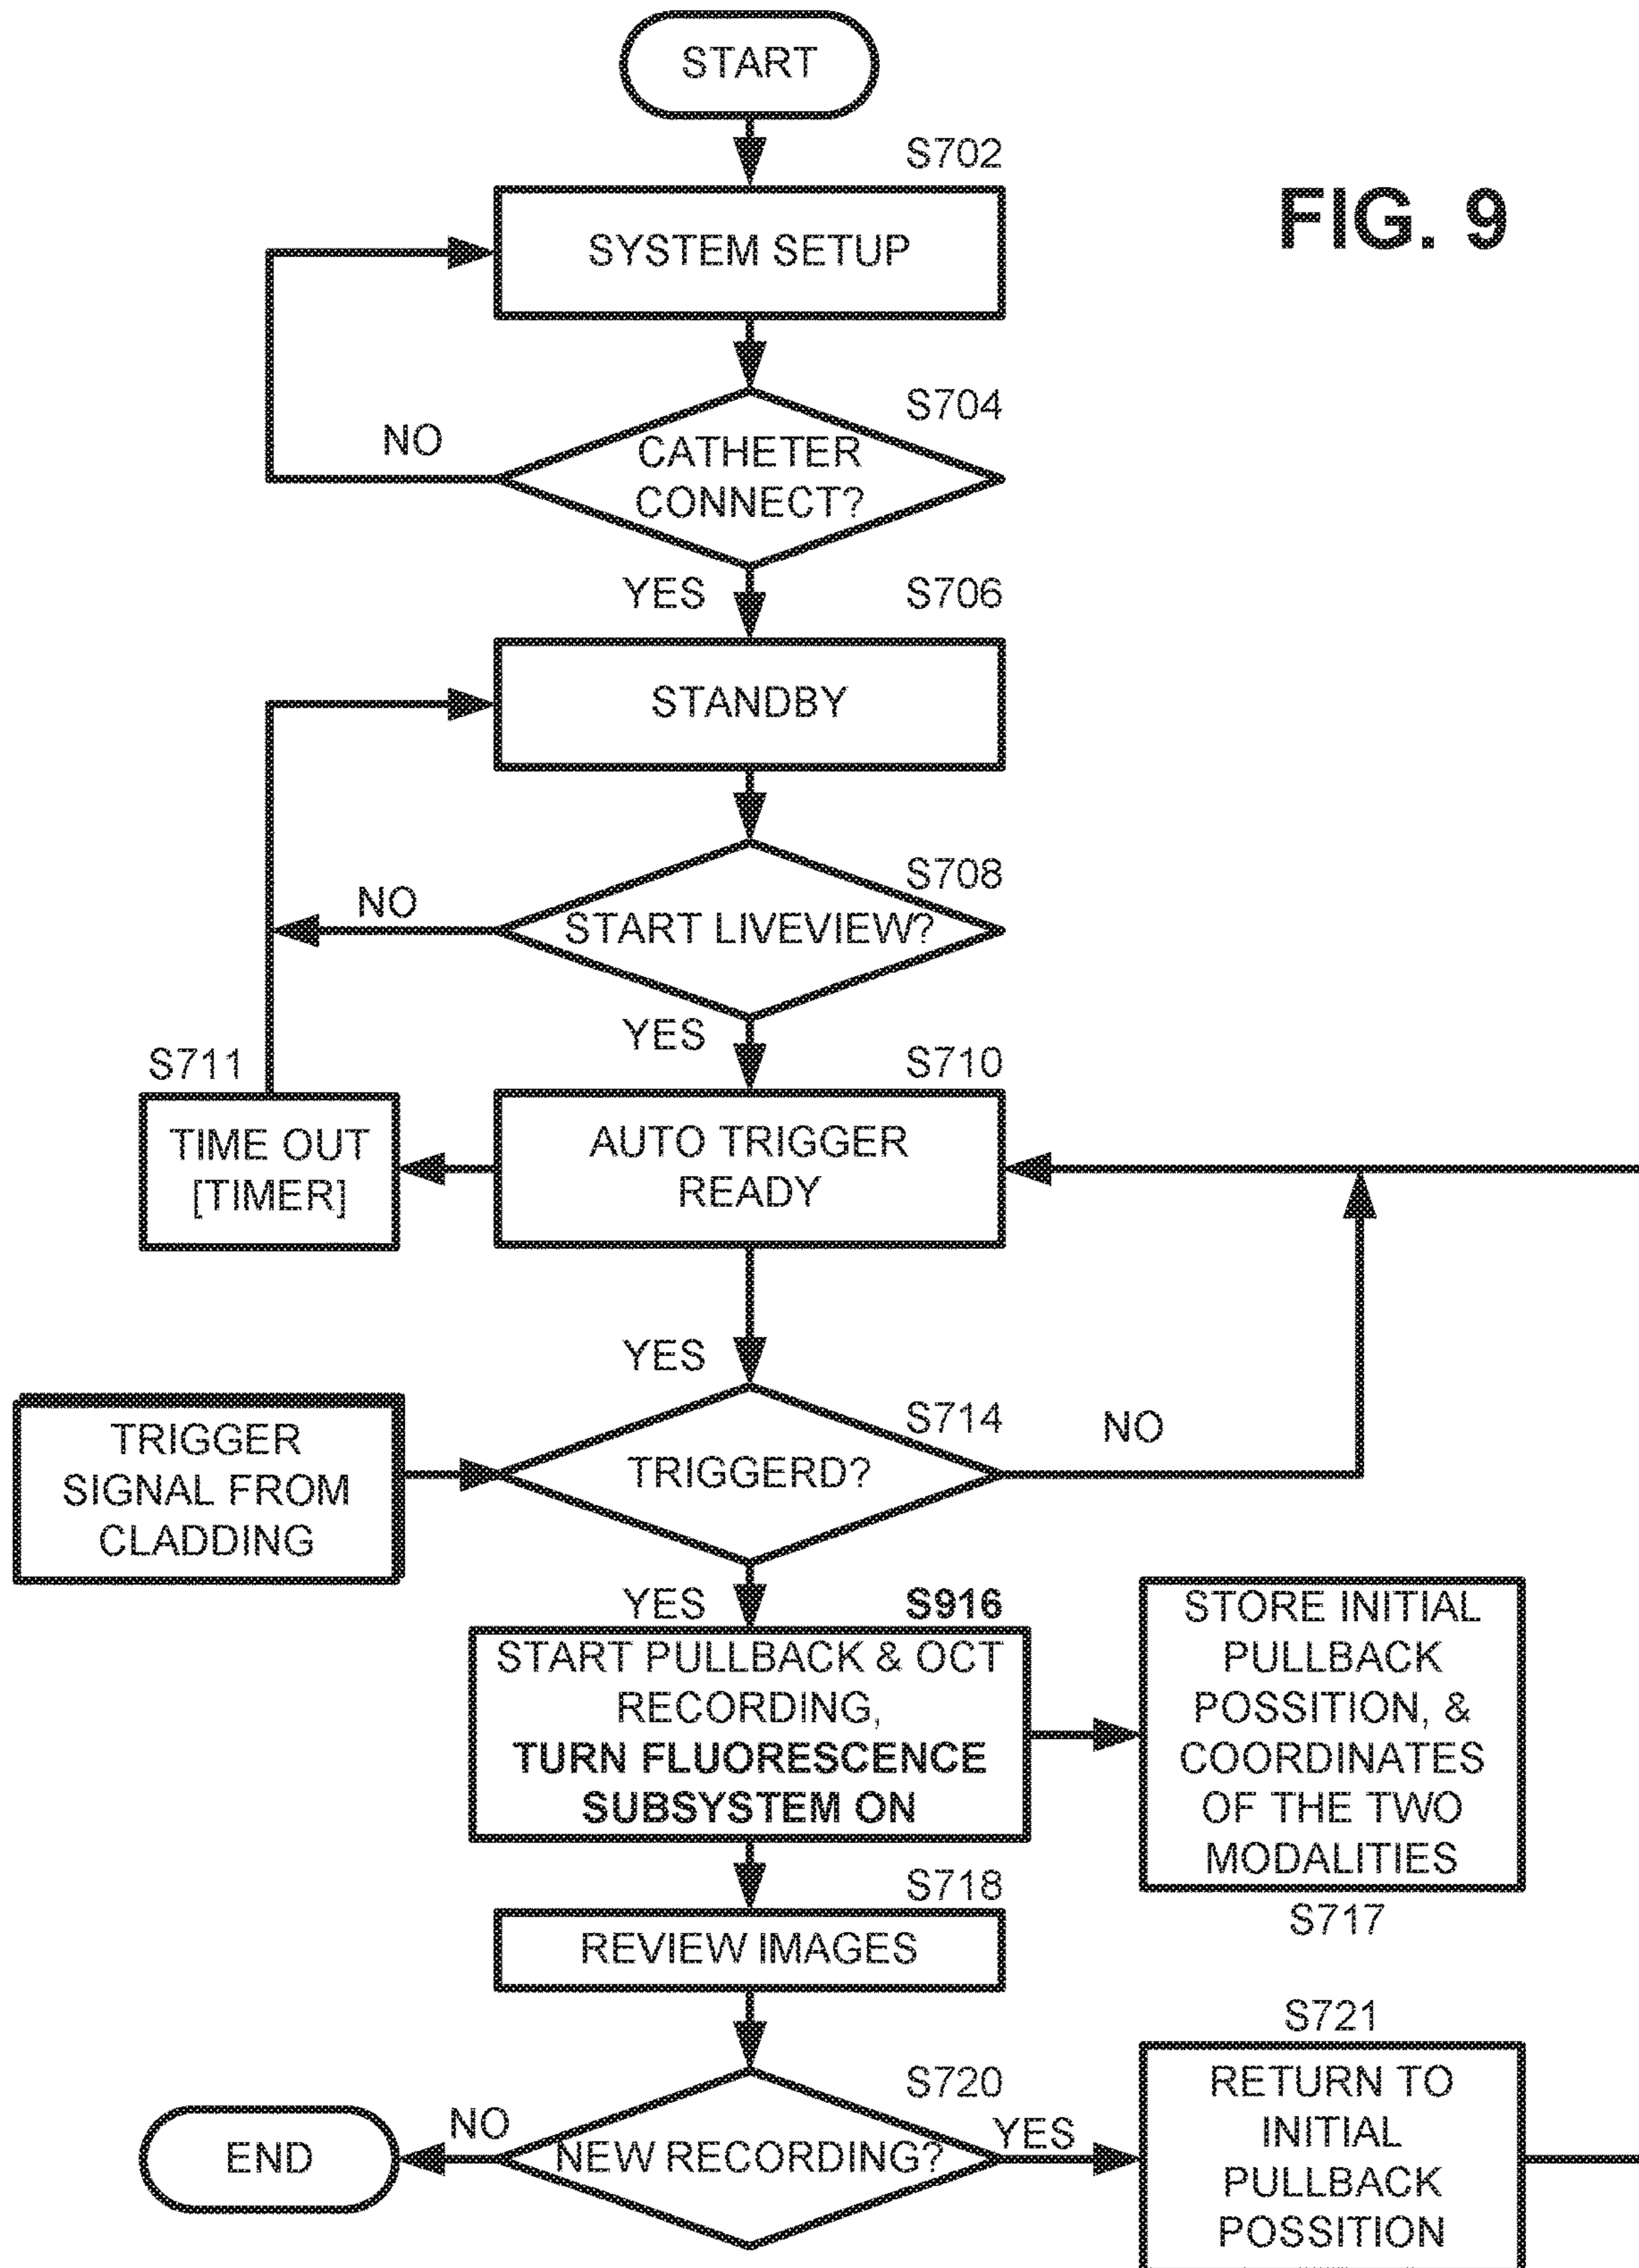 START
S702
FIG. 9
SYSTEM SETUP
S704
NO
CATHETER
CONNECT?
YES
S706
STANDBY
S708
NO
START LIVEVIEW?
YES
S711
S710
TIME OUT
[TIMER]
AUTO TRIGGER
READY
YES
S714
NO
TRIGGER
SIGNAL FROM
CLADDING
TRIGGERD?
YES
S916
START PULLBACK & OCT
RECORDING,
TURN FLUORESCENCE
SUBSYSTEM ON
STORE INITIAL
PULLBACK
POSSITION, &
COORDINATES
OF THE TWO
MODALITIES
S717
S718
REVIEW IMAGES
S720
NO
END
NEW RECORDING?
YES
S721
RETURN TO
INITIAL
PULLBACK
POSSITION